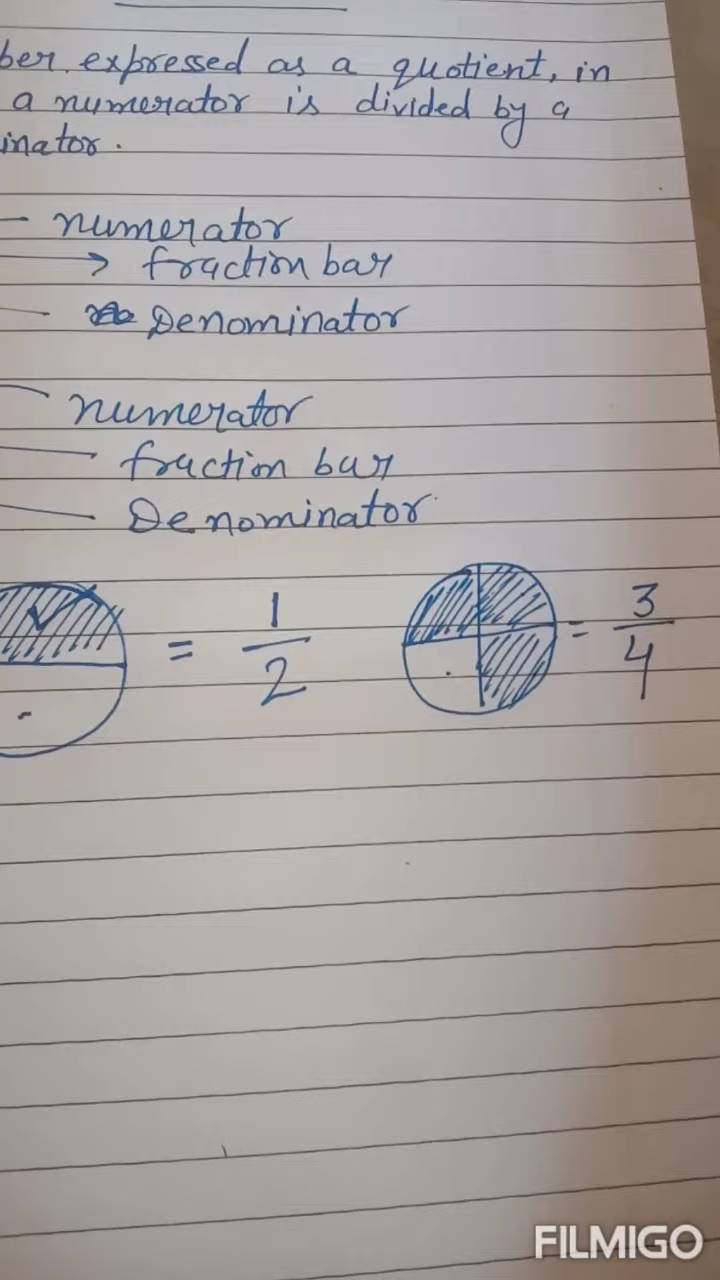 ber expressed as a quotient, in
a numerator is divided by a
inator.
numerator
fraction bar
Denominator
numerator
fraction bar
Denominator
= 1/2 = 3/4
FILMIGO